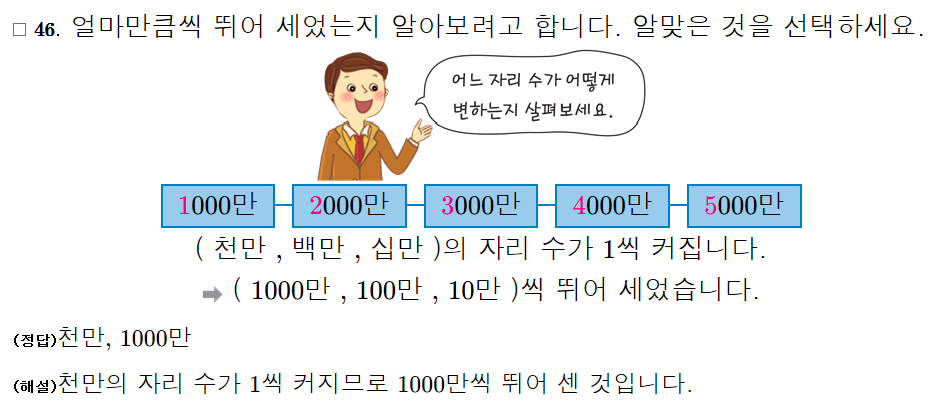 □ 46. 얼마만큼씩 뛰어 세었는지 알아보려고 합니다. 알맞은 것을 선택하세요.
어느 자리 수가 어떻게
변하는지 살펴보세요.
1000만 2000만 3000만 4000만 5000만
( 천만 , 백만 , 십만 )의 자리 수가 1씩 커집니다.
➡ ( 1000만 , 100만 , 10만 )씩 뛰어 세었습니다.
(정답)천만, 1000만
(해설)천만의 자리 수가 1씩 커지므로 1000만씩 뛰어 센 것입니다.